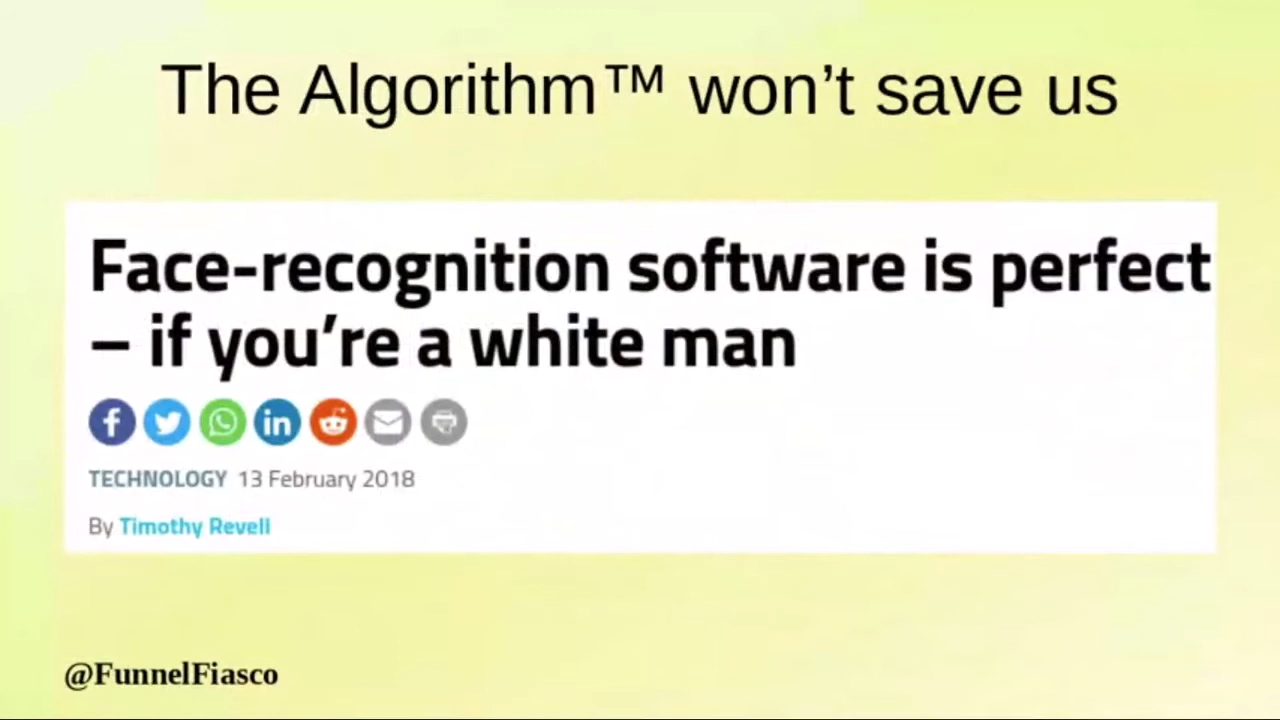 The Algorithm™ won’t save us
Face-recognition software is perfect
– if you’re a white man
TECHNOLOGY 13 February 2018
By Timothy Revell
@FunnelFiasco